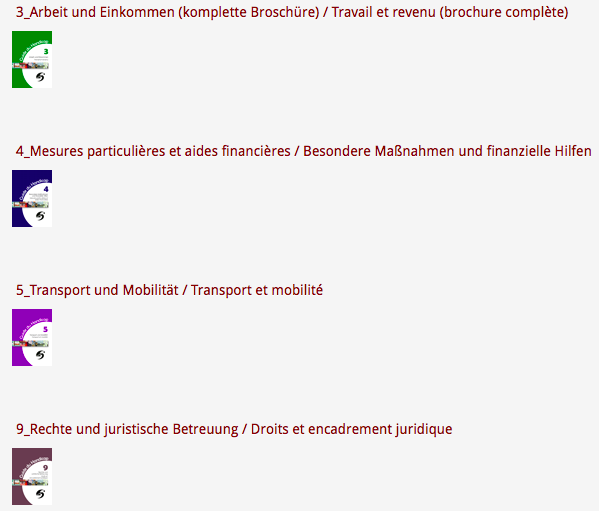 3_Arbeit und Einkommen (komplette Broschüre) / Travail et revenu (brochure complète)
3
4_Mesures particulières et aides financières / Besondere Maßnahmen und finanzielle Hilfen
4
5_Transport und Mobilität / Transport et mobilité
5
9_Rechte und juristische Betreuung / Droits et encadrement juridique
9